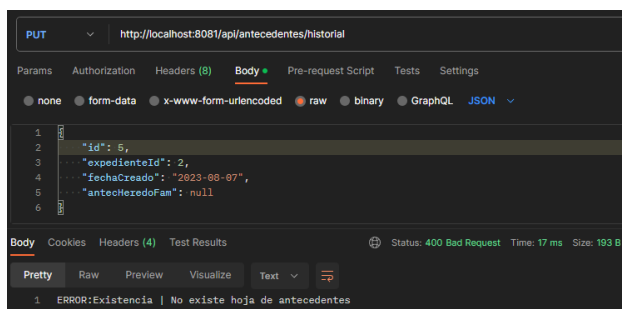 PUT http://localhost:8081/api/antecedentes/historial
Params Authorization Headers (8) Body Pre-request Script Tests Settings
none form-data x-www-form-urlencoded raw binary GraphQL JSON
1 {
2 "id": 5,
3 "expedienteId": 2,
4 "fechaCreado": "2023-08-07",
5 "antecHeredoFam": null
6 }
Body Cookies Headers (4) Test Results Status: 400 Bad Request Time: 17 ms Size: 193 B
Pretty Raw Preview Visualize Text
1 ERROR:Existencia | No existe hoja de antecedentes